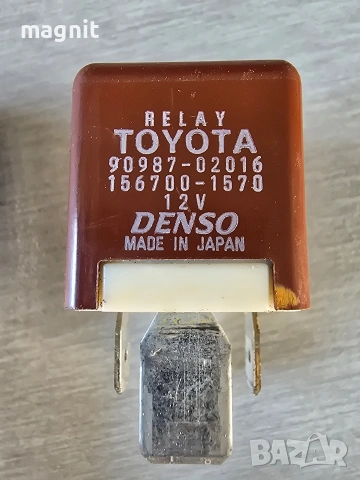 magnit
RELAY
TOYOTA
90987-02016
156700-1570
12V
DENSO
MADE IN JAPAN
BAZAR